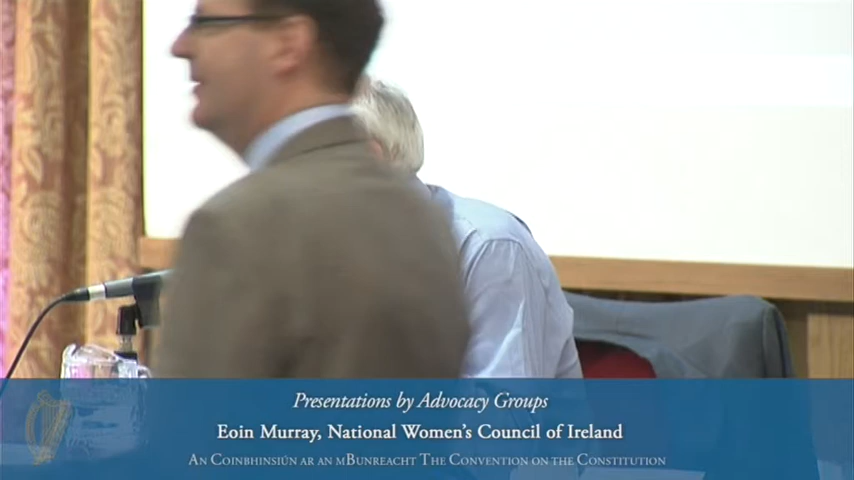 Presentations by Advocacy Groups
Eoin Murray, National Women's Council of Ireland
An Coinbhinsiún ar an mBunreacht The Convention on the Constitution